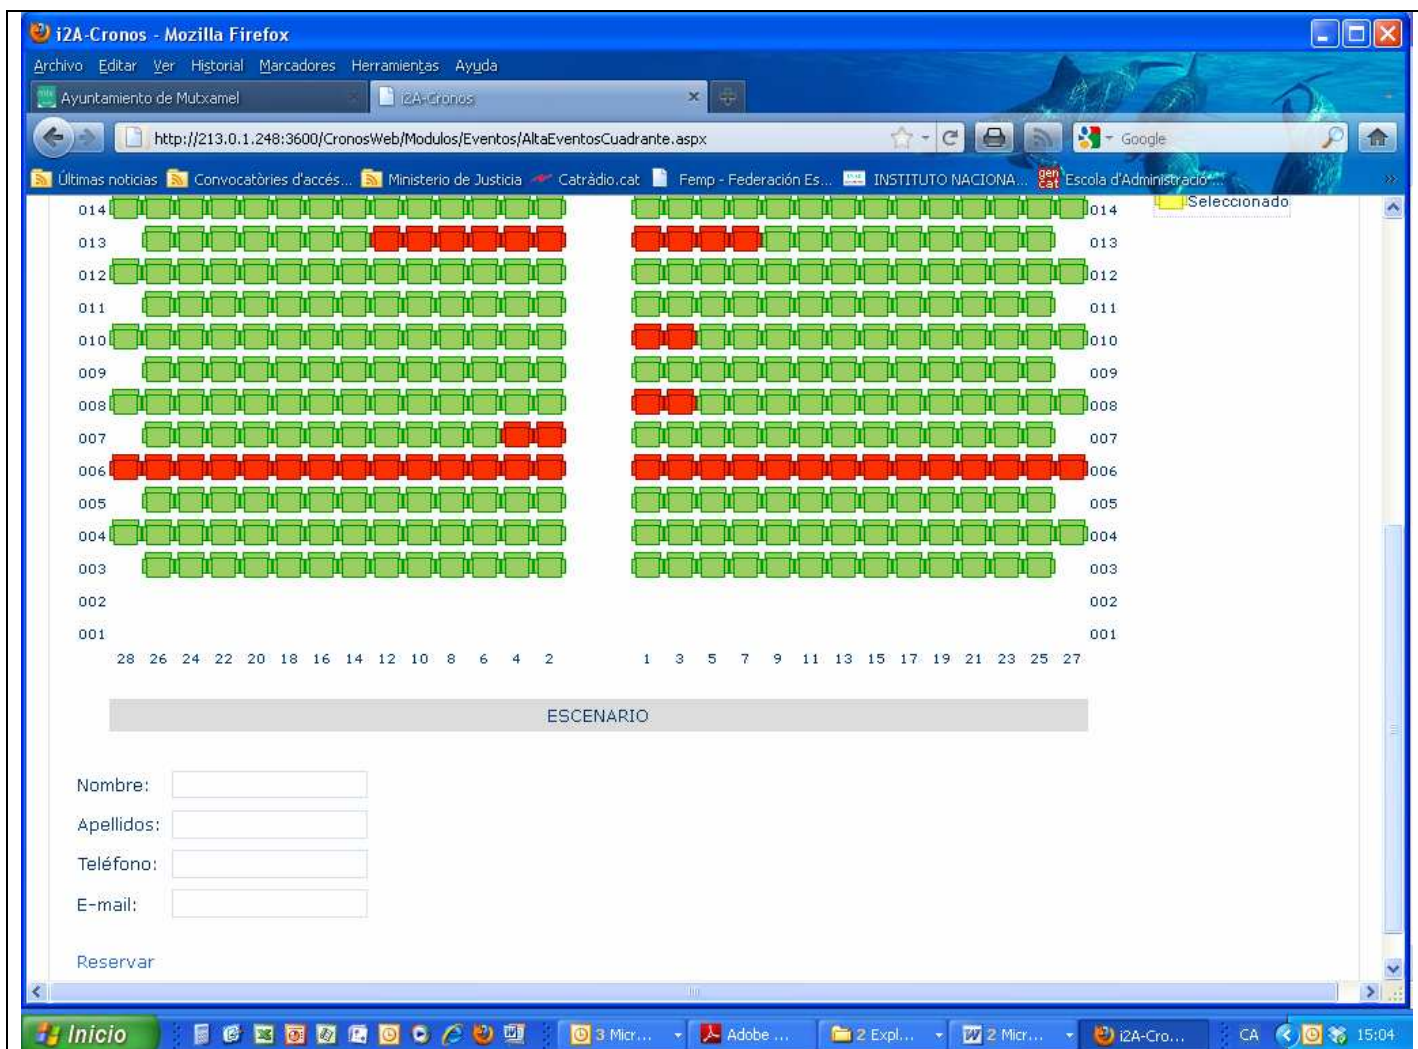 i2A-Cronos - Mozilla Firefox
Archivo Editar Ver Historial Marcadores Herramientas Ayuda
Ayuntamiento de Mutxamel i2A-Cronos
http://213.0.1.248:3600/CronosWeb/Modulos/Eventos/AltaEventosCuadrante.aspx Google
Últimas noticias Convocatòries d'accés... Ministerio de Justicia Catràdio.cat Femp - Federación Es... INSTITUTO NACIONA... gen cat Escola d'Administració-...
014 014 Seleccionado
013 013
012 012
011 011
010 010
009 009
008 008
007 007
006 006
005 005
004 004
003 003
002 002
001 001
28 26 24 22 20 18 16 14 12 10 8 6 4 2 1 3 5 7 9 11 13 15 17 19 21 23 25 27
ESCENARIO
Nombre:
Apellidos:
Teléfono:
E-mail:
Reservar
Inicio 3 Micr... Adobe ... 2 Expl... 2 Micr... i2A-Cro... CA 15:04